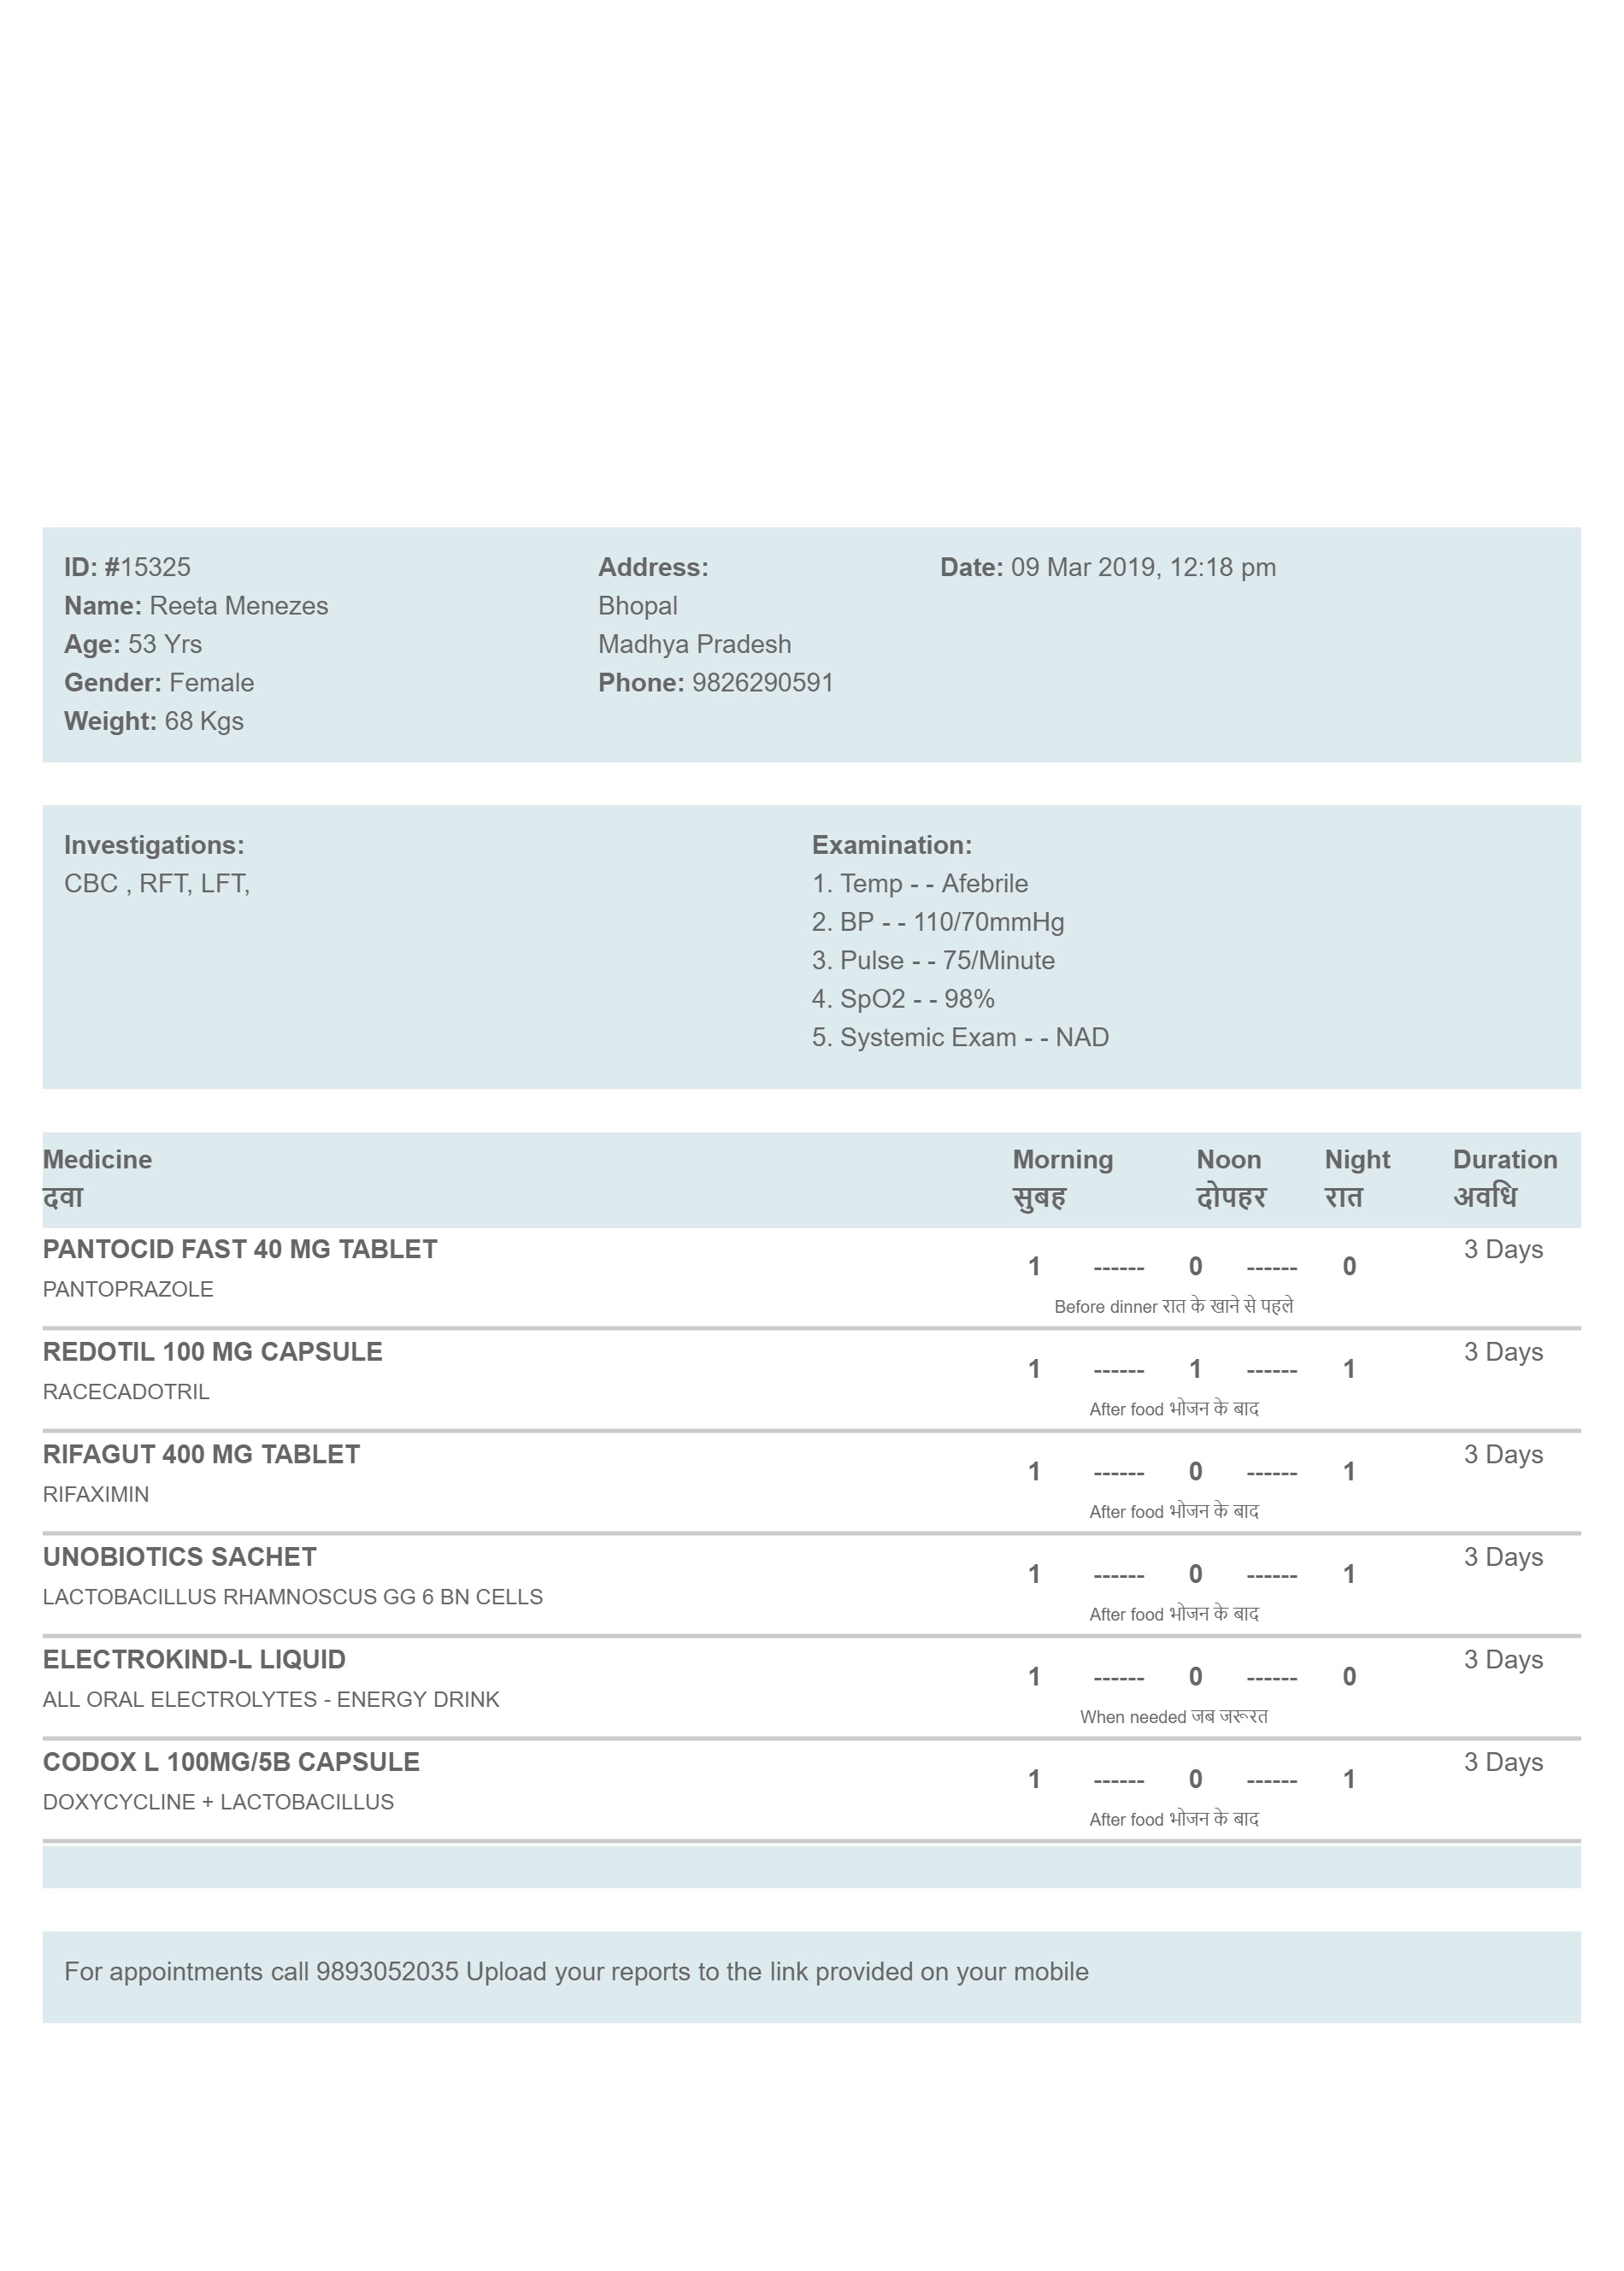 ID: #15325
Name: Reeta Menezes
Age: 53 Yrs
Gender: Female
Weight: 68 Kgs
Address:
Bhopal
Madhya Pradesh
Phone: 9826290591
Date: 09 Mar 2019, 12:18 pm
Investigations:
CBC , RFT, LFT,
Examination:
1. Temp - - Afebrile
2. BP - - 110/70mmHg
3. Pulse - - 75/Minute
4. SpO2 - - 98%
5. Systemic Exam - - NAD
Medicine Morning Noon Night Duration
दवा सुबह दोपहर रात अवधि
PANTOCID FAST 40 MG TABLET 3 Days
1 ------ 0 ------ 0
PANTOPRAZOLE
Before dinner रात के खाने से पहले
REDOTIL 100 MG CAPSULE 3 Days
1 ------ 1 ------ 1
RACECADOTRIL
After food भोजन के बाद
RIFAGUT 400 MG TABLET 3 Days
1 ------ 0 ------ 1
RIFAXIMIN
After food भोजन के बाद
UNOBIOTICS SACHET 3 Days
1 ------ 0 ------ 1
LACTOBACILLUS RHAMNOSCUS GG 6 BN CELLS
After food भोजन के बाद
ELECTROKIND-L LIQUID 3 Days
1 ------ 0 ------ 0
ALL ORAL ELECTROLYTES - ENERGY DRINK
When needed जब जरूरत
CODOX L 100MG/5B CAPSULE 3 Days
1 ------ 0 ------ 1
DOXYCYCLINE + LACTOBACILLUS
After food भोजन के बाद
For appointments call 9893052035 Upload your reports to the link provided on your mobile